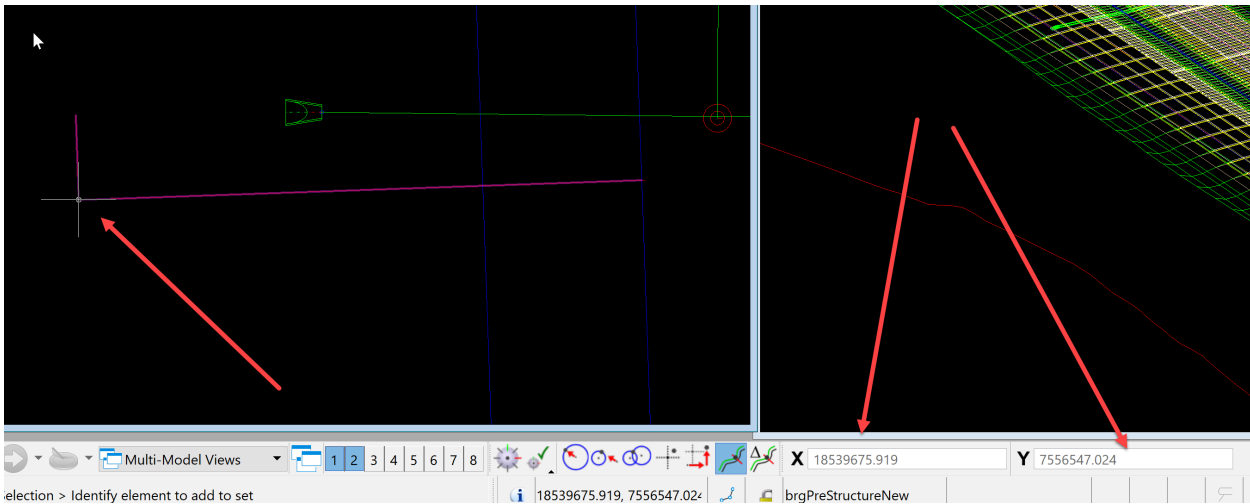 Multi-Model Views 1 2 3 4 5 6 7 8 X 18539675.919 Y 7556547.024
election > Identify element to add to set 18539675.919, 7556547.024 brgPreStructureNew